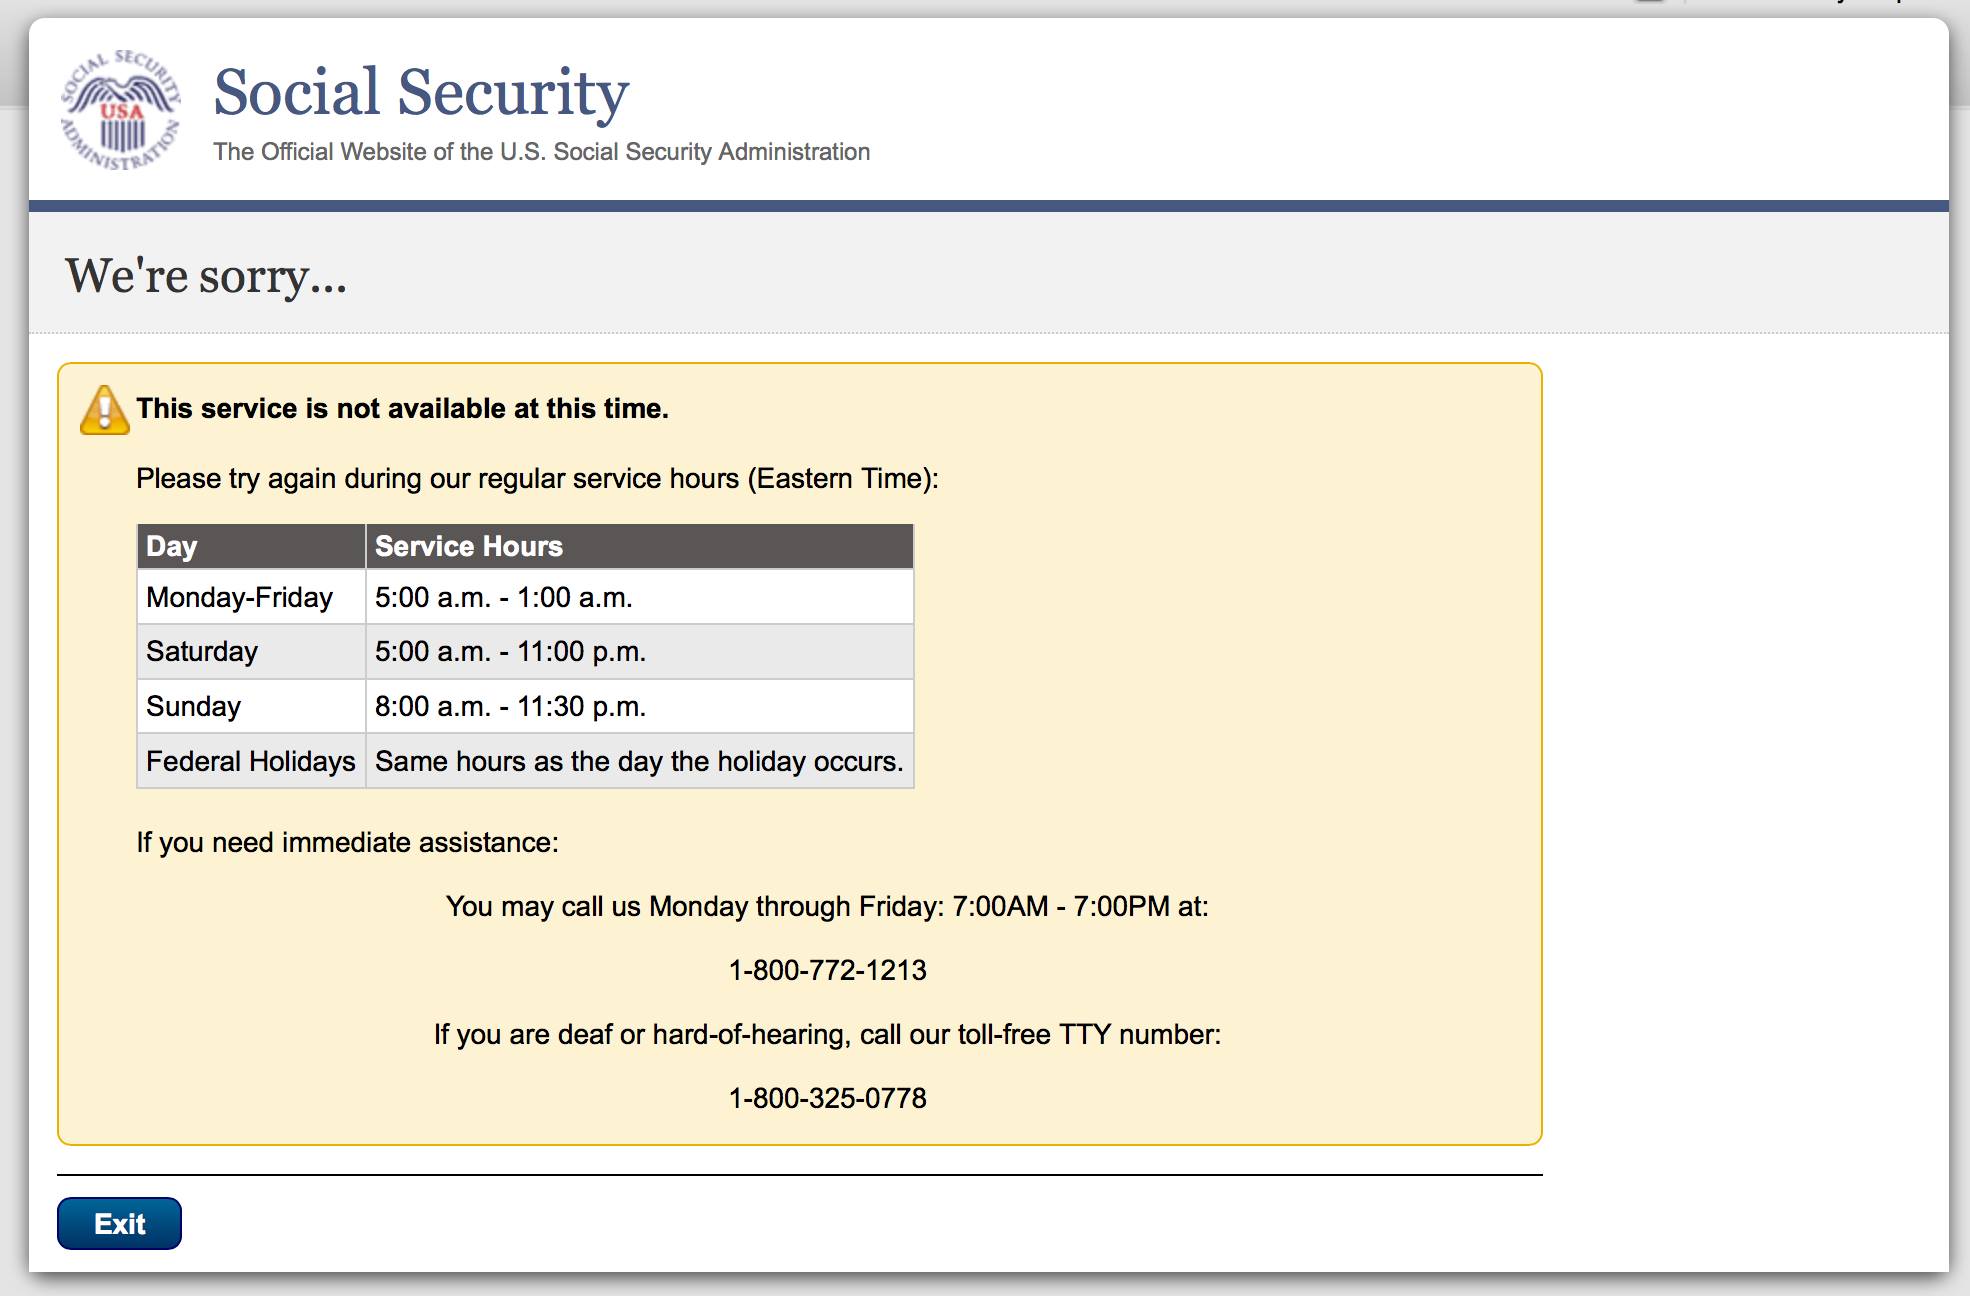 SOCIAL SECURITY ADMINISTRATION
USA
Social Security
The Official Website of the U.S. Social Security Administration
We're sorry...
This service is not available at this time.
Please try again during our regular service hours (Eastern Time):
Day Service Hours
Monday-Friday 5:00 a.m. - 1:00 a.m.
Saturday 5:00 a.m. - 11:00 p.m.
Sunday 8:00 a.m. - 11:30 p.m.
Federal Holidays Same hours as the day the holiday occurs.
If you need immediate assistance:
You may call us Monday through Friday: 7:00AM - 7:00PM at:
1-800-772-1213
If you are deaf or hard-of-hearing, call our toll-free TTY number:
1-800-325-0778
Exit